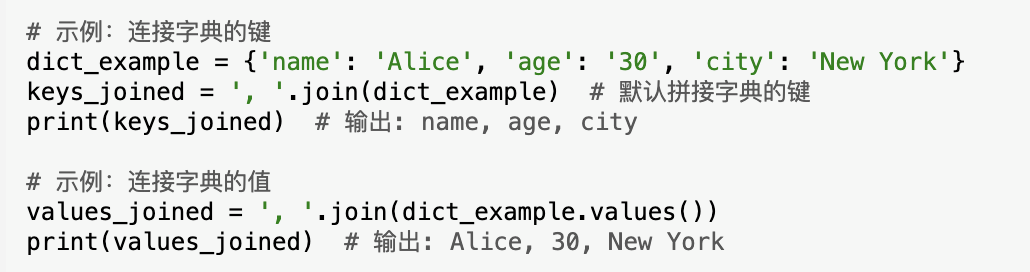 # 示例：连接字典的键
dict_example = {'name': 'Alice', 'age': '30', 'city': 'New York'}
keys_joined = ', '.join(dict_example)  # 默认拼接字典的键
print(keys_joined)  # 输出: name, age, city
# 示例：连接字典的值
values_joined = ', '.join(dict_example.values())
print(values_joined)  # 输出: Alice, 30, New York